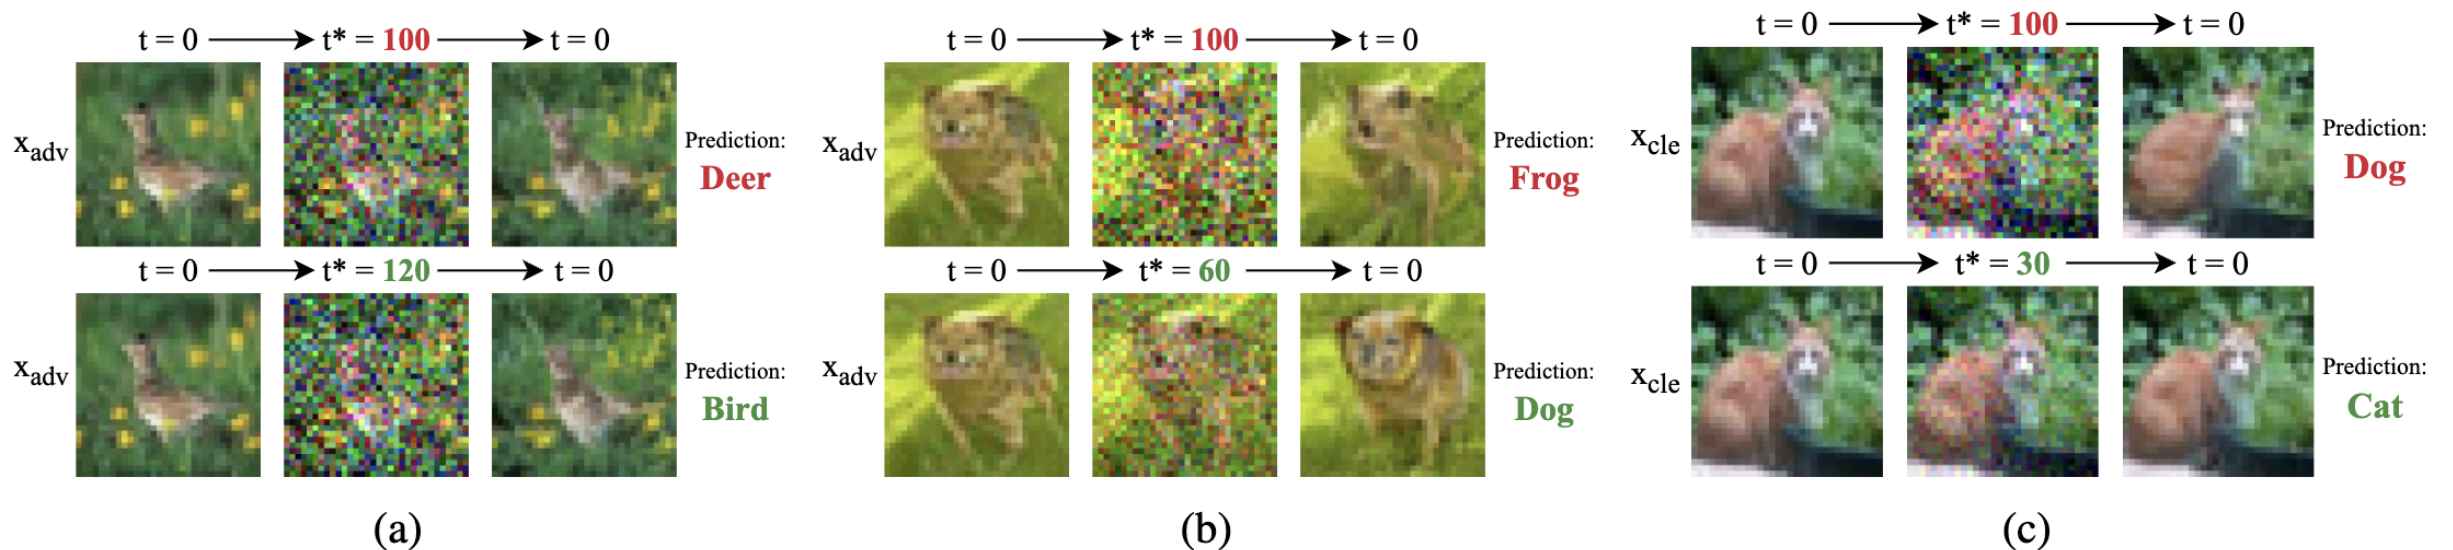 t = 0 → t* = 100 → t = 0
x_adv
Prediction:
Deer
t = 0 → t* = 120 → t = 0
x_adv
Prediction:
Bird
(a)
t = 0 → t* = 100 → t = 0
x_adv
Prediction:
Frog
t = 0 → t* = 60 → t = 0
x_adv
Prediction:
Dog
(b)
t = 0 → t* = 100 → t = 0
x_cle
Prediction:
Dog
t = 0 → t* = 30 → t = 0
x_cle
Prediction:
Cat
(c)